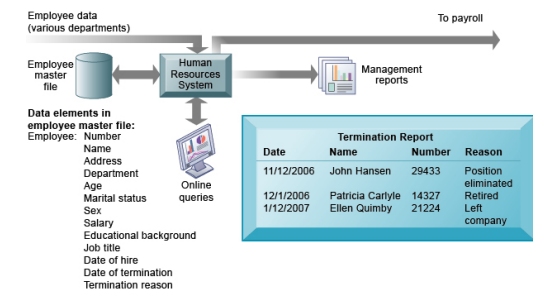 Employee data
(various departments)
To payroll
Employee
master
file
Human
Resources
System
Management
reports
Data elements in
employee master file:
Employee: Number
Name
Address
Department
Age
Marital status
Sex
Salary
Educational background
Job title
Date of hire
Date of termination
Termination reason
Online
queries
Termination Report
Date Name Number Reason
11/12/2006 John Hansen 29433 Position
eliminated
12/1/2006 Patricia Carlyle 14327 Retired
1/12/2007 Ellen Quimby 21224 Left
company